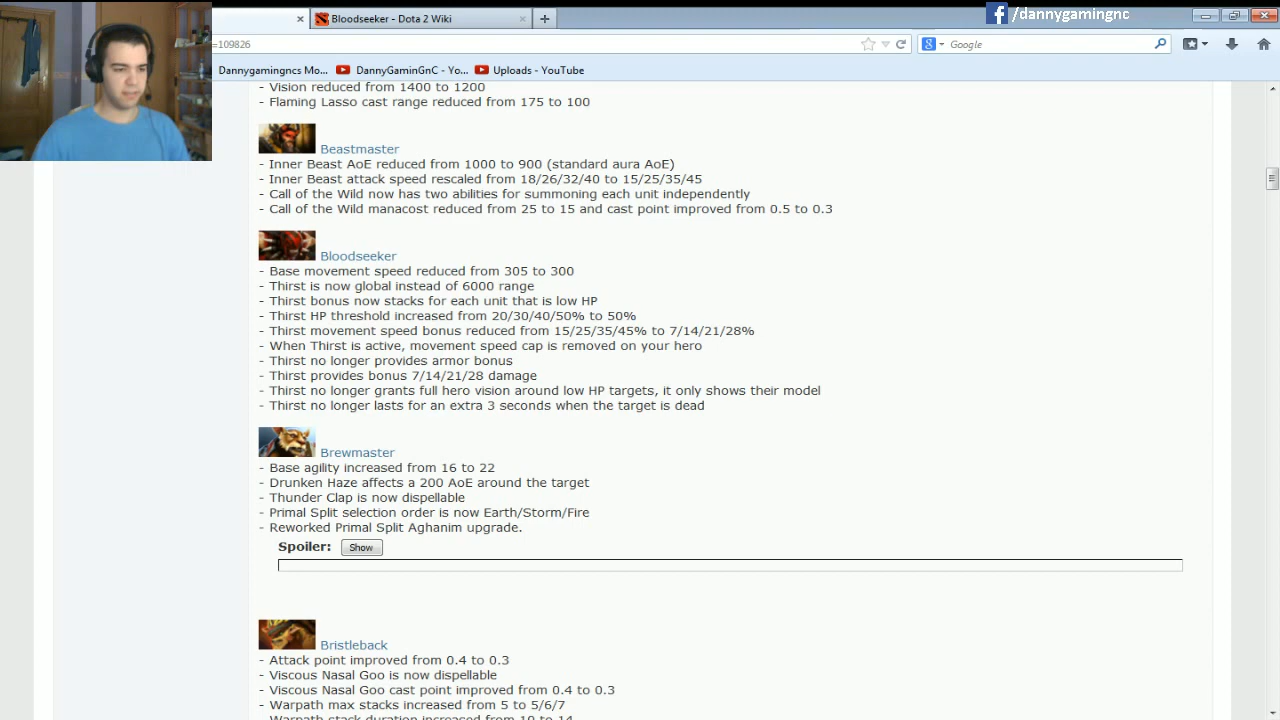 Bloodseeker - Dota 2 Wiki
/dannygamingnc
=109826
Google
Dannygamingncs Mo...
DannyGaminGnC - Yo...
Uploads - YouTube
- Vision reduced from 1400 to 1200
- Flaming Lasso cast range reduced from 175 to 100
Beastmaster
- Inner Beast AoE reduced from 1000 to 900 (standard aura AoE)
- Inner Beast attack speed rescaled from 18/26/32/40 to 15/25/35/45
- Call of the Wild now has two abilities for summoning each unit independently
- Call of the Wild manacost reduced from 25 to 15 and cast point improved from 0.5 to 0.3
Bloodseeker
- Base movement speed reduced from 305 to 300
- Thirst is now global instead of 6000 range
- Thirst bonus now stacks for each unit that is low HP
- Thirst HP threshold increased from 20/30/40/50% to 50%
- Thirst movement speed bonus reduced from 15/25/35/45% to 7/14/21/28%
- When Thirst is active, movement speed cap is removed on your hero
- Thirst no longer provides armor bonus
- Thirst provides bonus 7/14/21/28 damage
- Thirst no longer grants full hero vision around low HP targets, it only shows their model
- Thirst no longer lasts for an extra 3 seconds when the target is dead
Brewmaster
- Base agility increased from 16 to 22
- Drunken Haze affects a 200 AoE around the target
- Thunder Clap is now dispellable
- Primal Split selection order is now Earth/Storm/Fire
- Reworked Primal Split Aghanim upgrade.
Spoiler: Show
Bristleback
- Attack point improved from 0.4 to 0.3
- Viscous Nasal Goo is now dispellable
- Viscous Nasal Goo cast point improved from 0.4 to 0.3
- Warpath max stacks increased from 5 to 5/6/7
- Warpath stack duration increased from 10 to 14